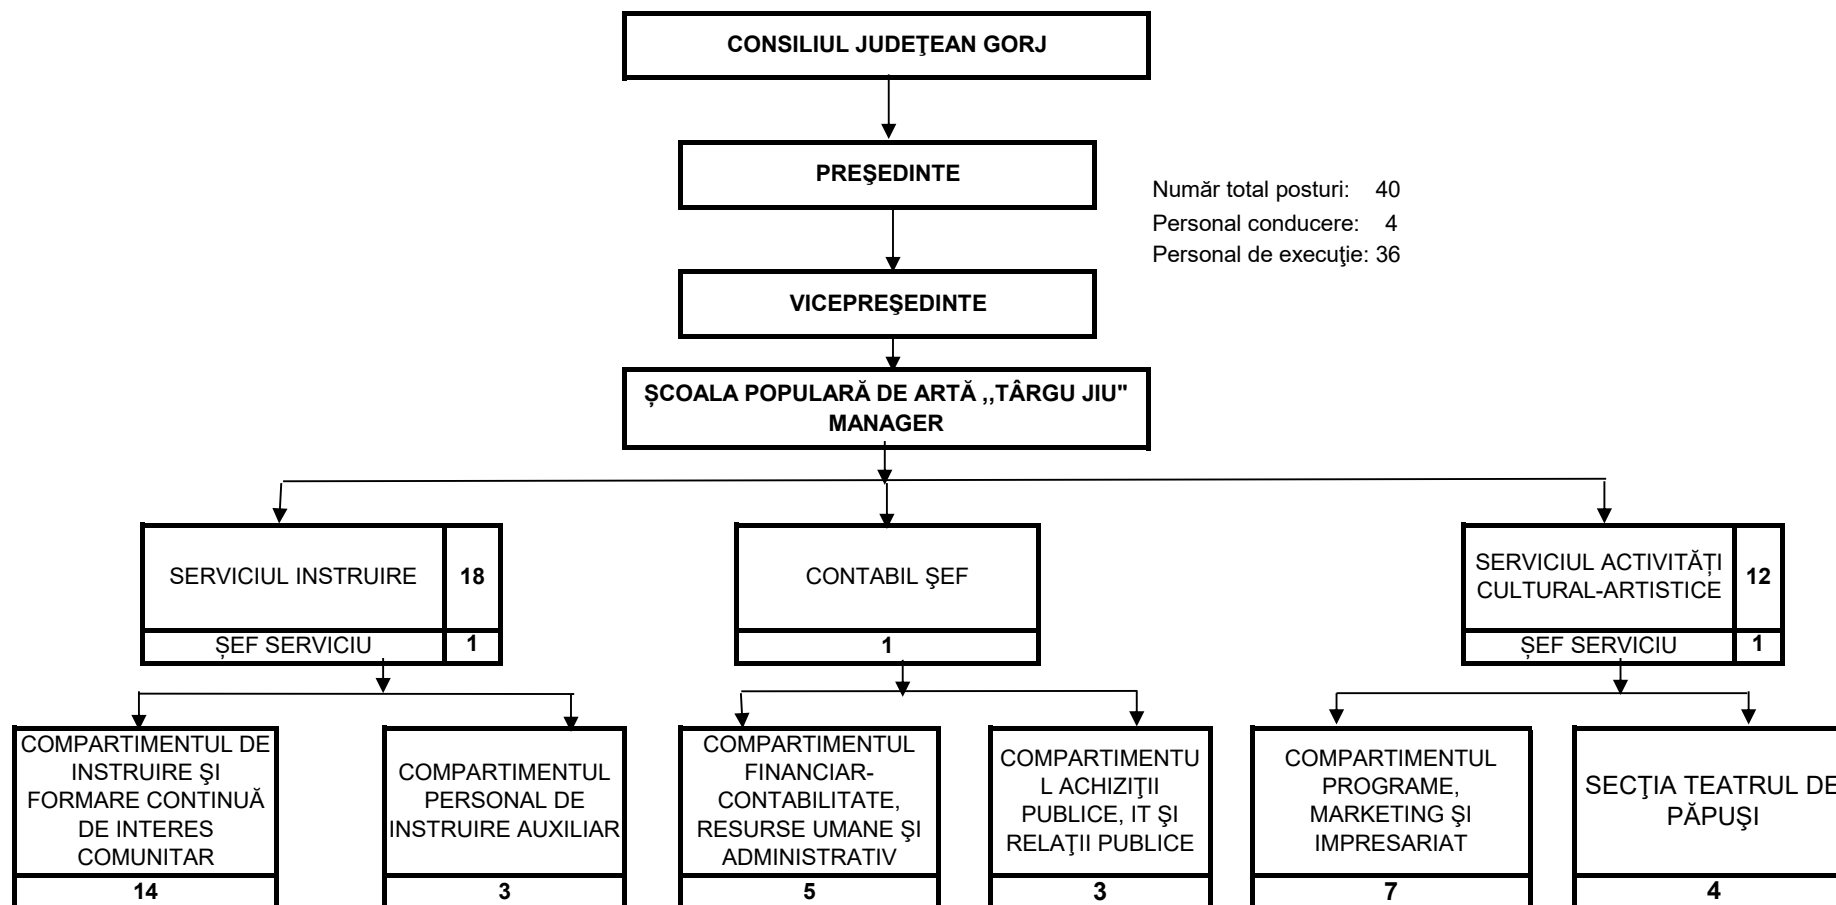 CONSILIUL JUDEŢEAN GORJ
PREŞEDINTE
Număr total posturi: 40
Personal conducere: 4
Personal de execuţie: 36
VICEPREŞEDINTE
ȘCOALA POPULARĂ DE ARTĂ ,,TÂRGU JIU"
MANAGER
SERVICIUL INSTRUIRE
18
ȘEF SERVICIU
1
CONTABIL ŞEF
1
SERVICIUL ACTIVITĂȚI
CULTURAL-ARTISTICE
12
ȘEF SERVICIU
1
COMPARTIMENTUL DE
INSTRUIRE ŞI
FORMARE CONTINUĂ
DE INTERES
COMUNITAR
14
COMPARTIMENTUL
PERSONAL DE
INSTRUIRE AUXILIAR
3
COMPARTIMENTUL
FINANCIAR-
CONTABILITATE,
RESURSE UMANE ŞI
ADMINISTRATIV
5
COMPARTIMENTU
L ACHIZIŢII
PUBLICE, IT ŞI
RELAŢII PUBLICE
3
COMPARTIMENTUL
PROGRAME,
MARKETING ŞI
IMPRESARIAT
7
SECŢIA TEATRUL DE
PĂPUŞI
4